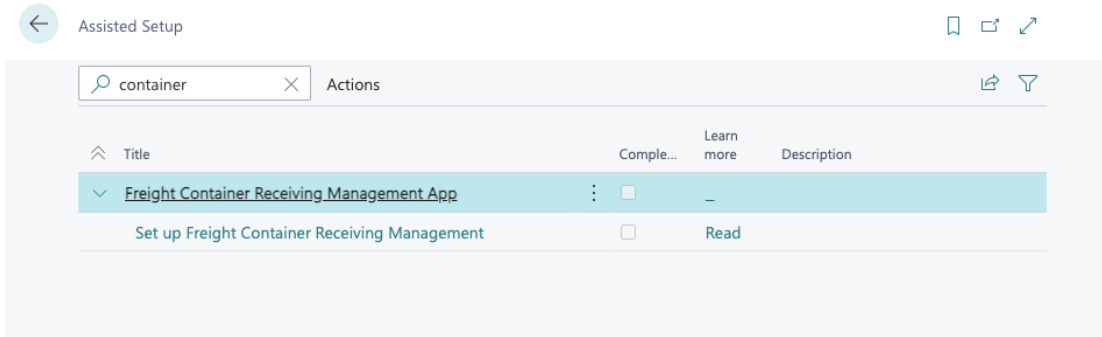 Assisted Setup
container
Actions
Learn
Title Comple... more Description
Freight Container Receiving Management App _
Set up Freight Container Receiving Management Read